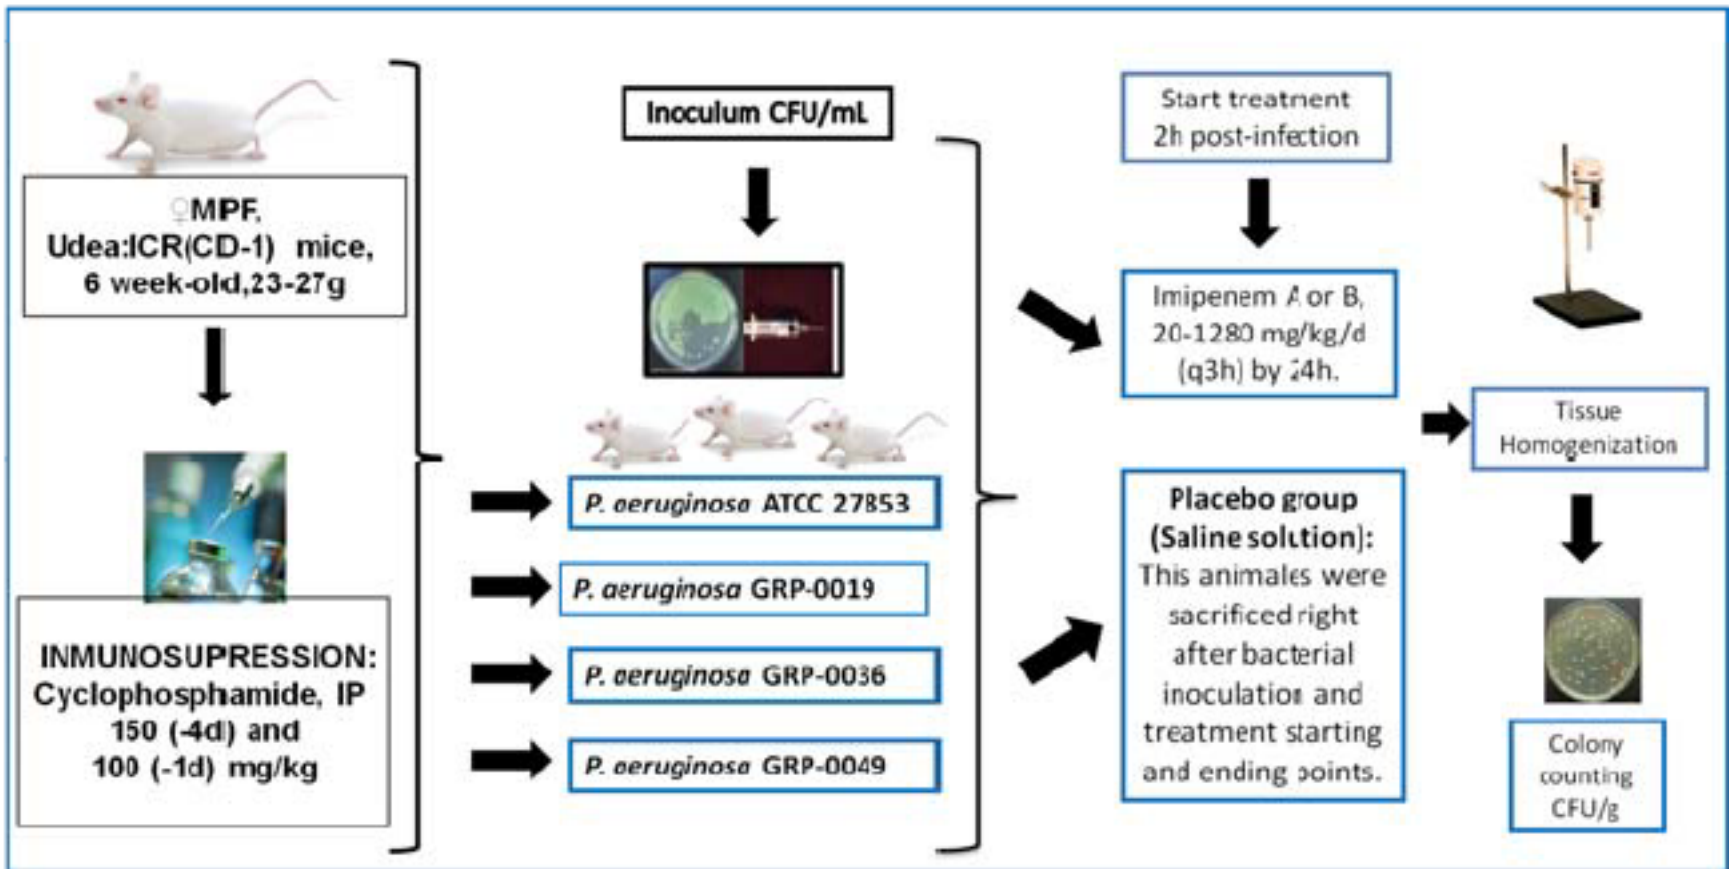 ♀MPF,
Udea:ICR(CD-1) mice,
6 week-old,23-27g
INMUNOSUPRESSION:
Cyclophosphamide, IP
150 (-4d) and
100 (-1d) mg/kg
Inoculum CFU/mL
P. aeruginosa ATCC 27853
P. aeruginosa GRP-0019
P. aeruginosa GRP-0036
P. aeruginosa GRP-0049
Start treatment
2h post-infection
Imipenem A or B,
20-1280 mg/kg/d
(q3h) by 24h.
Placebo group
(Saline solution):
This animales were
sacrificed right
after bacterial
inoculation and
treatment starting
and ending points.
Tissue
Homogenization
Colony
counting
CFU/g